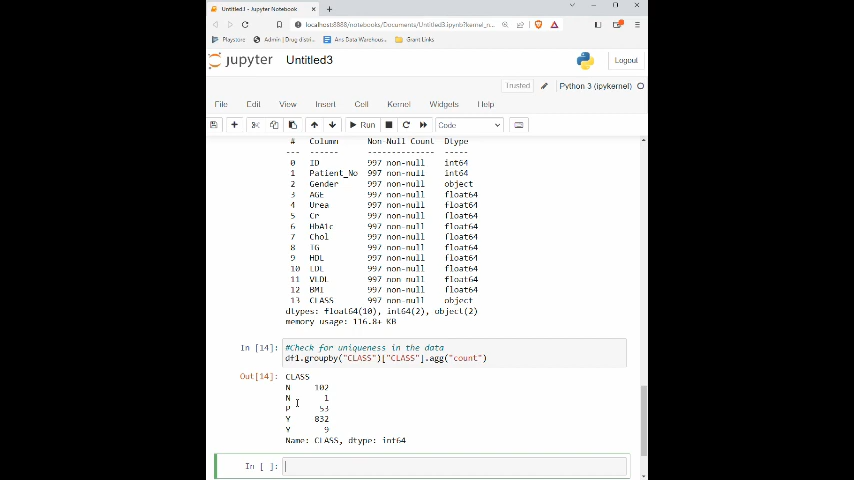 Untitled3 - Jupyter Notebook
localhost:8888/notebooks/Documents/Untitled3.ipynb?kernel_n...
Playstore Admin | Drug distri... Ans Data Warehous... Grant Links
jupyter Untitled3 Logout
Trusted Python 3 (ipykernel)
File Edit View Insert Cell Kernel Widgets Help
Run Code
# Column Non-Null Count Dtype
--- ------ -------------- -----
0 ID 997 non-null int64
1 Patient_No 997 non-null int64
2 Gender 997 non-null object
3 AGE 997 non-null float64
4 Urea 997 non-null float64
5 Cr 997 non-null float64
6 HbA1c 997 non-null float64
7 Chol 997 non-null float64
8 TG 997 non-null float64
9 HDL 997 non-null float64
10 LDL 997 non-null float64
11 VLDL 997 non-null float64
12 BMI 997 non-null float64
13 CLASS 997 non-null object
dtypes: float64(10), int64(2), object(2)
memory usage: 116.8+ KB
In [14]: #Check for uniqueness in the data
df1.groupby("CLASS")["CLASS"].agg("count")
Out[14]: CLASS
N 102
N 1
P 53
Y 832
Y 9
Name: CLASS, dtype: int64
In [ ]: